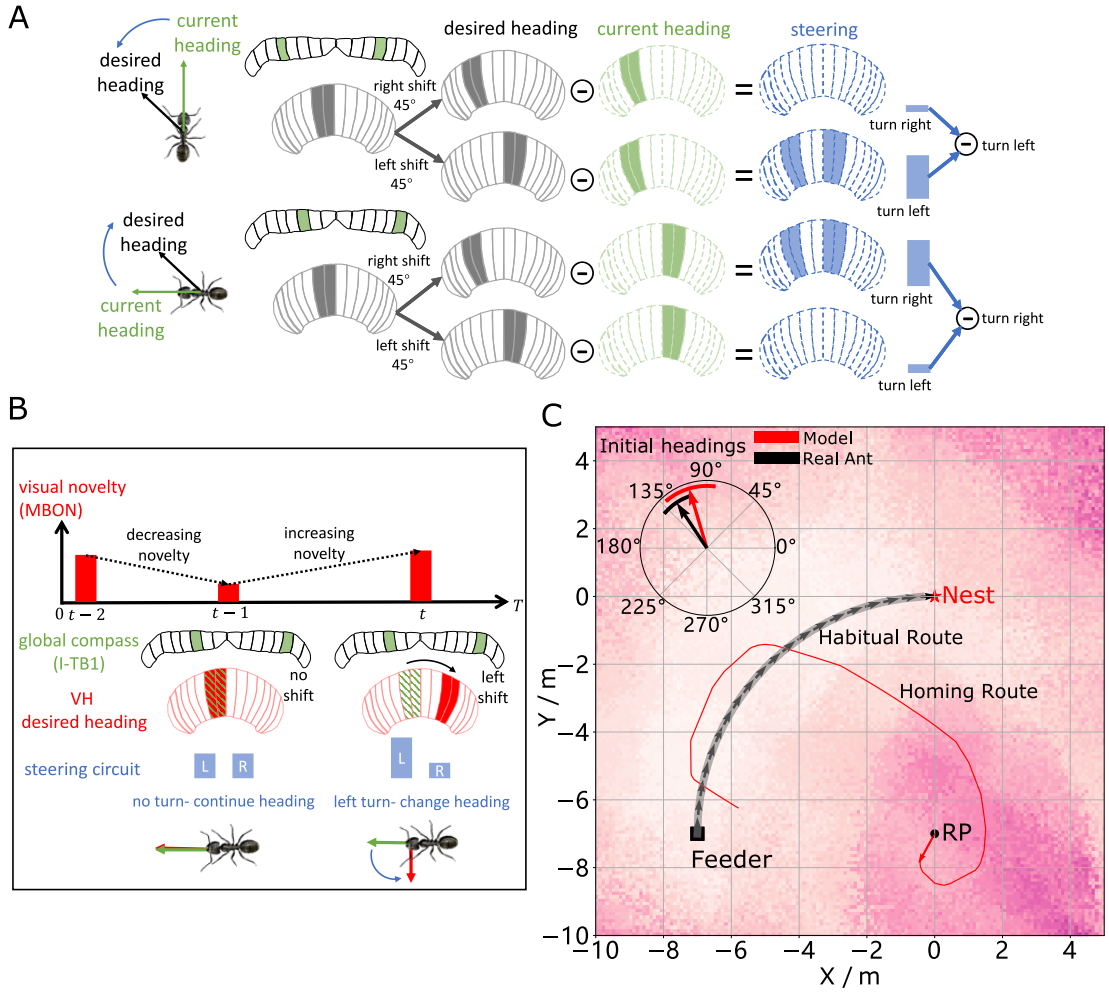 A
current
heading
desired
heading
desired heading
current heading
steering
right shift
45°
left shift
45°
turn right
turn left
turn left
desired
heading
current
heading
right shift
45°
left shift
45°
turn right
turn left
turn right
B
visual novelty
(MBON)
decreasing
novelty
increasing
novelty
0 t−2
t−1
t
T
global compass
(I-TB1)
no
shift
left
shift
VH
desired heading
steering circuit
L R
L R
no turn- continue heading
left turn- change heading
C
Initial headings
Model
Real Ant
90°
135°
45°
180°
0°
225°
315°
270°
Nest
Habitual Route
Homing Route
RP
Feeder
4
2
0
−2
−4
−6
−8
−10
Y / m
−10 −8 −6 −4 −2 0 2 4
X / m